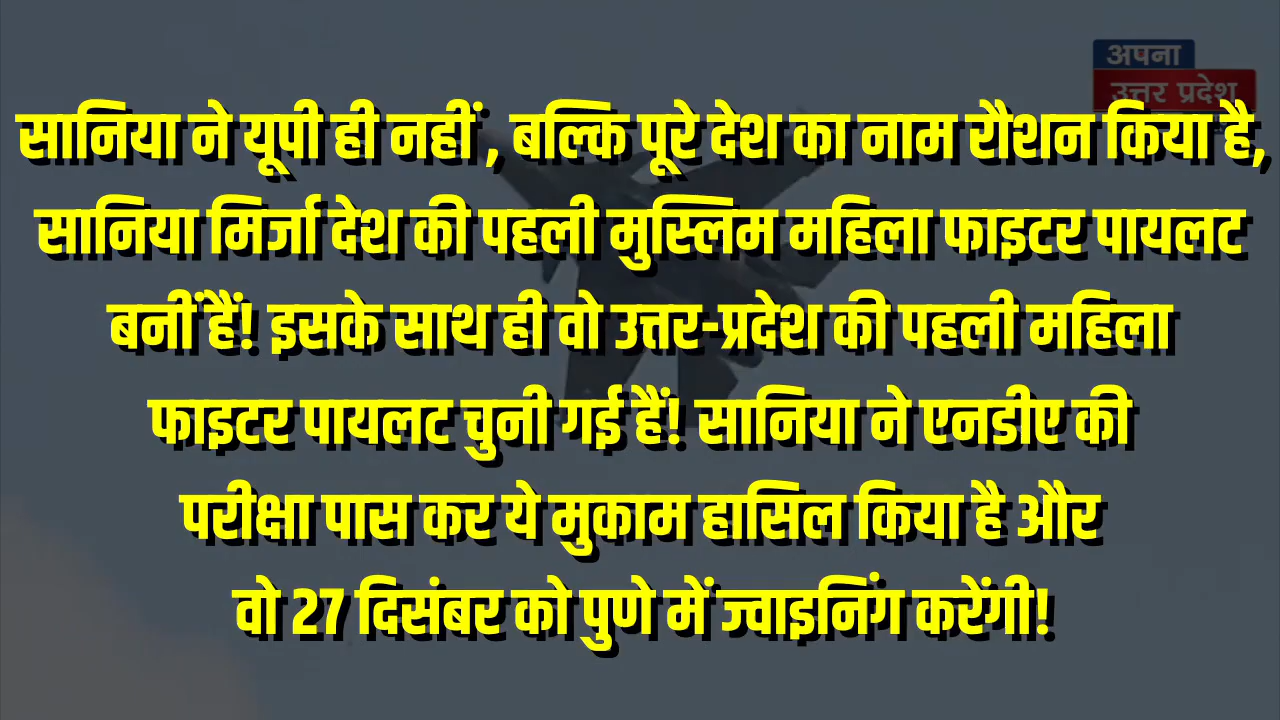 अपना
उत्तर प्रदेश
सानिया ने यूपी ही नहीं , बल्कि पूरे देश का नाम रौशन किया है,
सानिया मिर्जा देश की पहली मुस्लिम महिला फाइटर पायलट
बनीं हैं! इसके साथ ही वो उत्तर-प्रदेश की पहली महिला
फाइटर पायलट चुनी गई हैं! सानिया ने एनडीए की
परीक्षा पास कर ये मुकाम हासिल किया है और
वो 27 दिसंबर को पुणे में ज्वाइनिंग करेंगी!